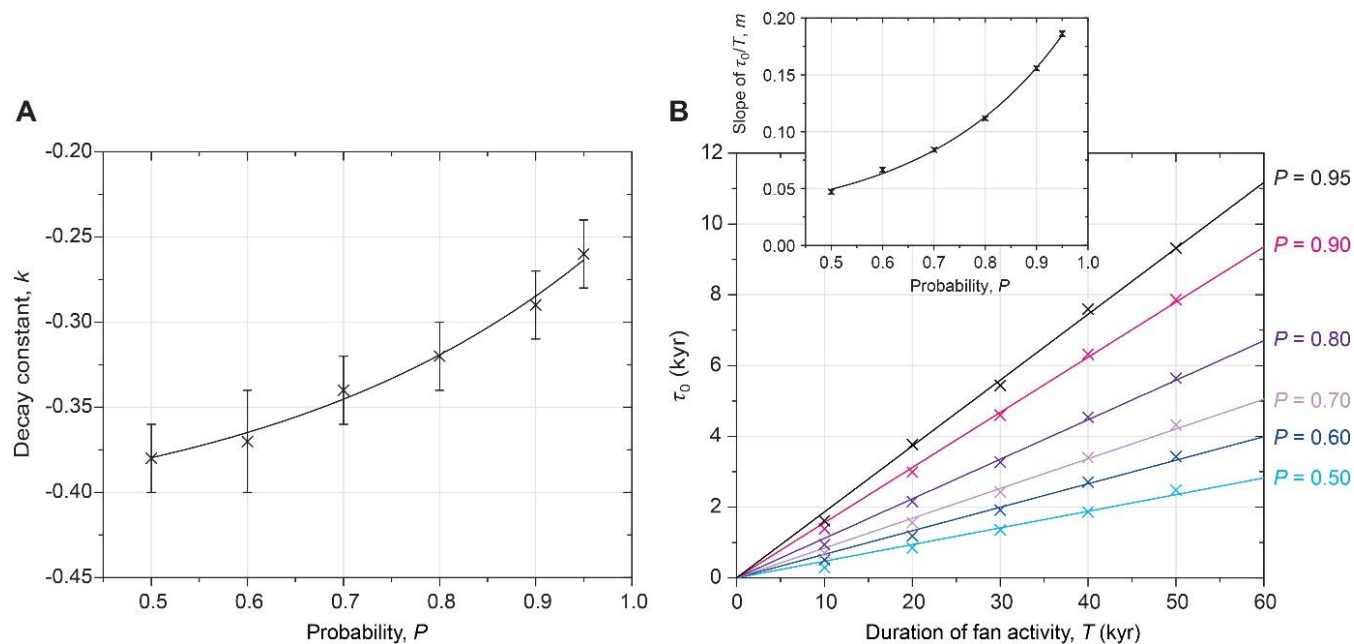 A
-0.20
-0.25
-0.30
-0.35
-0.40
-0.45
Decay constant, k
0.5 0.6 0.7 0.8 0.9 1.0
Probability, P
B
0.20
0.15
0.10
0.05
0.00
Slope of τ0/T, m
0.5 0.6 0.7 0.8 0.9 1.0
Probability, P
12
10
8
6
4
2
0
τ0 (kyr)
0 10 20 30 40 50 60
Duration of fan activity, T (kyr)
P = 0.95
P = 0.90
P = 0.80
P = 0.70
P = 0.60
P = 0.50